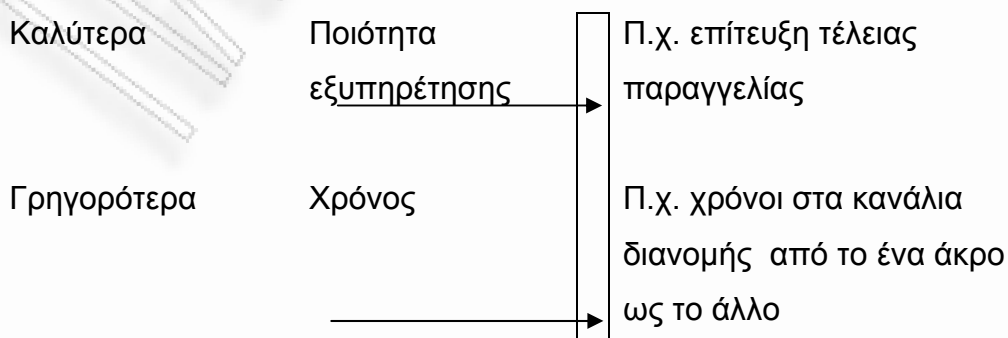 Καλύτερα Ποιότητα Π.χ. επίτευξη τέλειας
εξυπηρέτησης παραγγελίας
Γρηγορότερα Χρόνος Π.χ. χρόνοι στα κανάλια
διανομής από το ένα άκρο
ως το άλλο